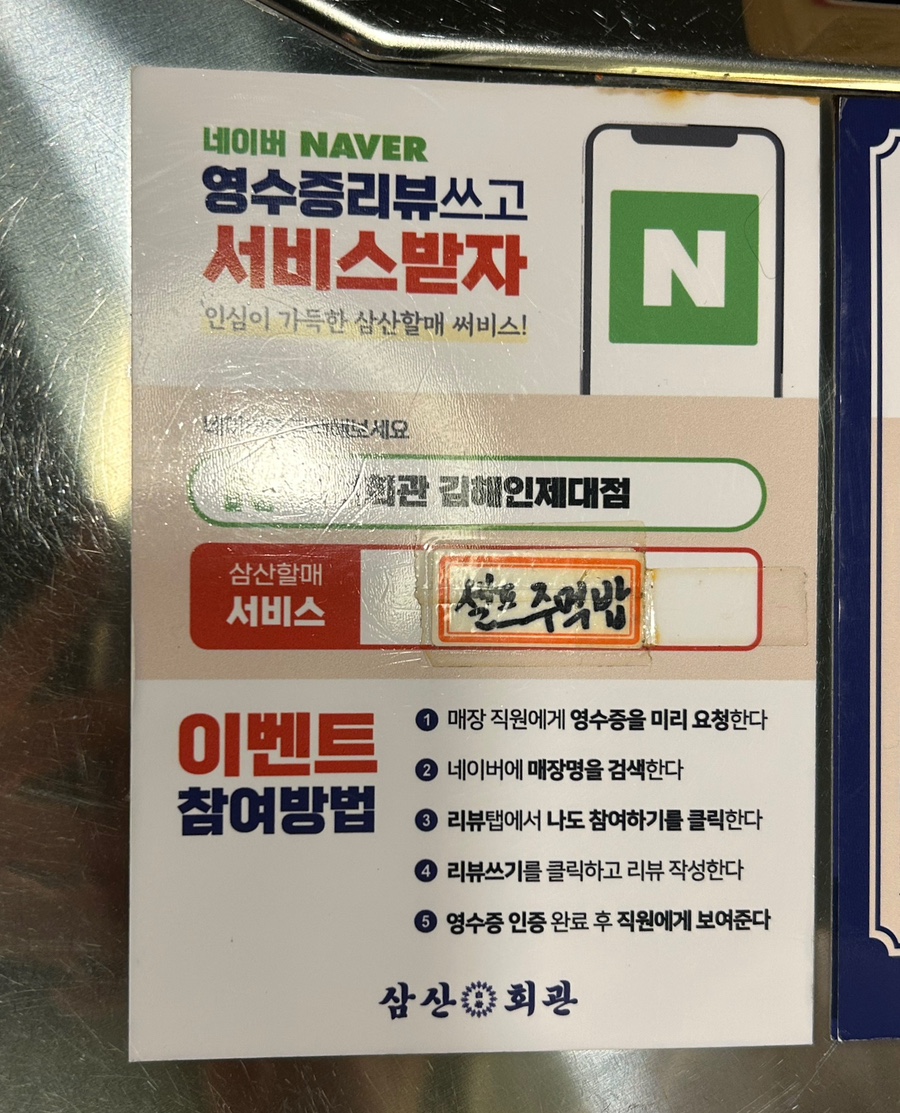 네이버 NAVER
영수증리뷰쓰고
서비스받자
인심이 가득한 삼산할매 써비스!
N
회관 김해인제대점
삼산할매
서비스
주먹밥
이벤트
참여방법
1 매장 직원에게 영수증을 미리 요청한다
2 네이버에 매장명을 검색한다
3 리뷰탭에서 나도 참여하기를 클릭한다
4 리뷰쓰기를 클릭하고 리뷰 작성한다
5 영수증 인증 완료 후 직원에게 보여준다
삼산회관